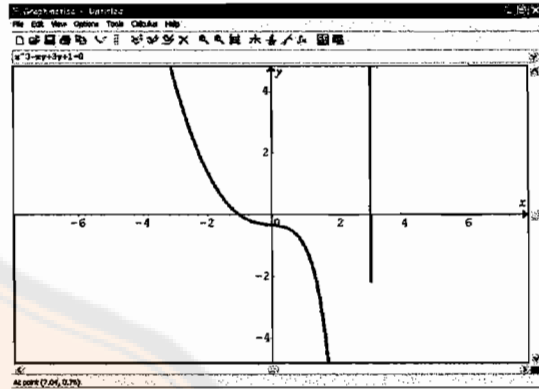 Graphmatica - Untitled
File Edit View Options Tools Calculus Help
x^3-xy+3y+1=0
y
4
2
x
-6 -4 -2 0 2 4 6
-2
-4
At point (7.04, 0.76)